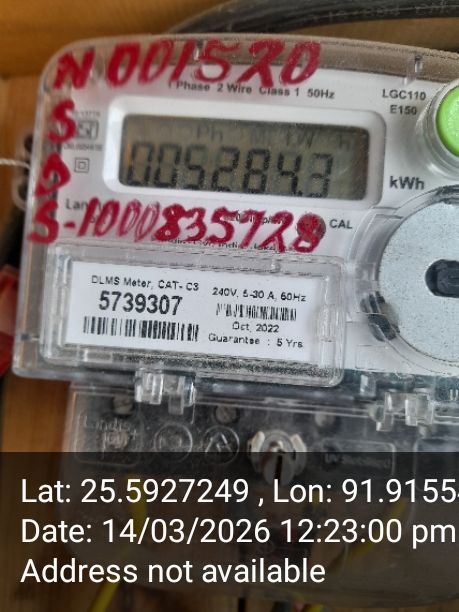 001520
1 Phase 2 Wire Class 1 50Hz
LGC110
E150
005284.3
kWh
CAL
S-1000835728
DLMS Meter, CAT- C3
240V, 5-30 A, 50Hz
5739307
Oct, 2022
Guarantee : 5 Yrs.
Landis
Lat: 25.5927249 , Lon: 91.9155
Date: 14/03/2026 12:23:00 pm
Address not available